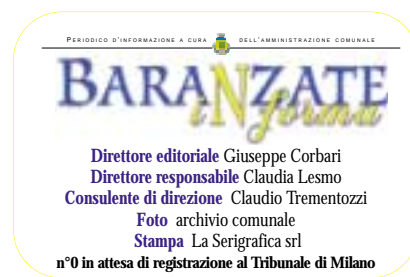 PERIODICO D'INFORMAZIONE A CURA DELL'AMMINISTRAZIONE COMUNALE
BARANZATE
iNforma
Direttore editoriale Giuseppe Corbari
Direttore responsabile Claudia Lesmo
Consulente di direzione Claudio Trementozzi
Foto archivio comunale
Stampa La Serigrafica srl
n°0 in attesa di registrazione al Tribunale di Milano